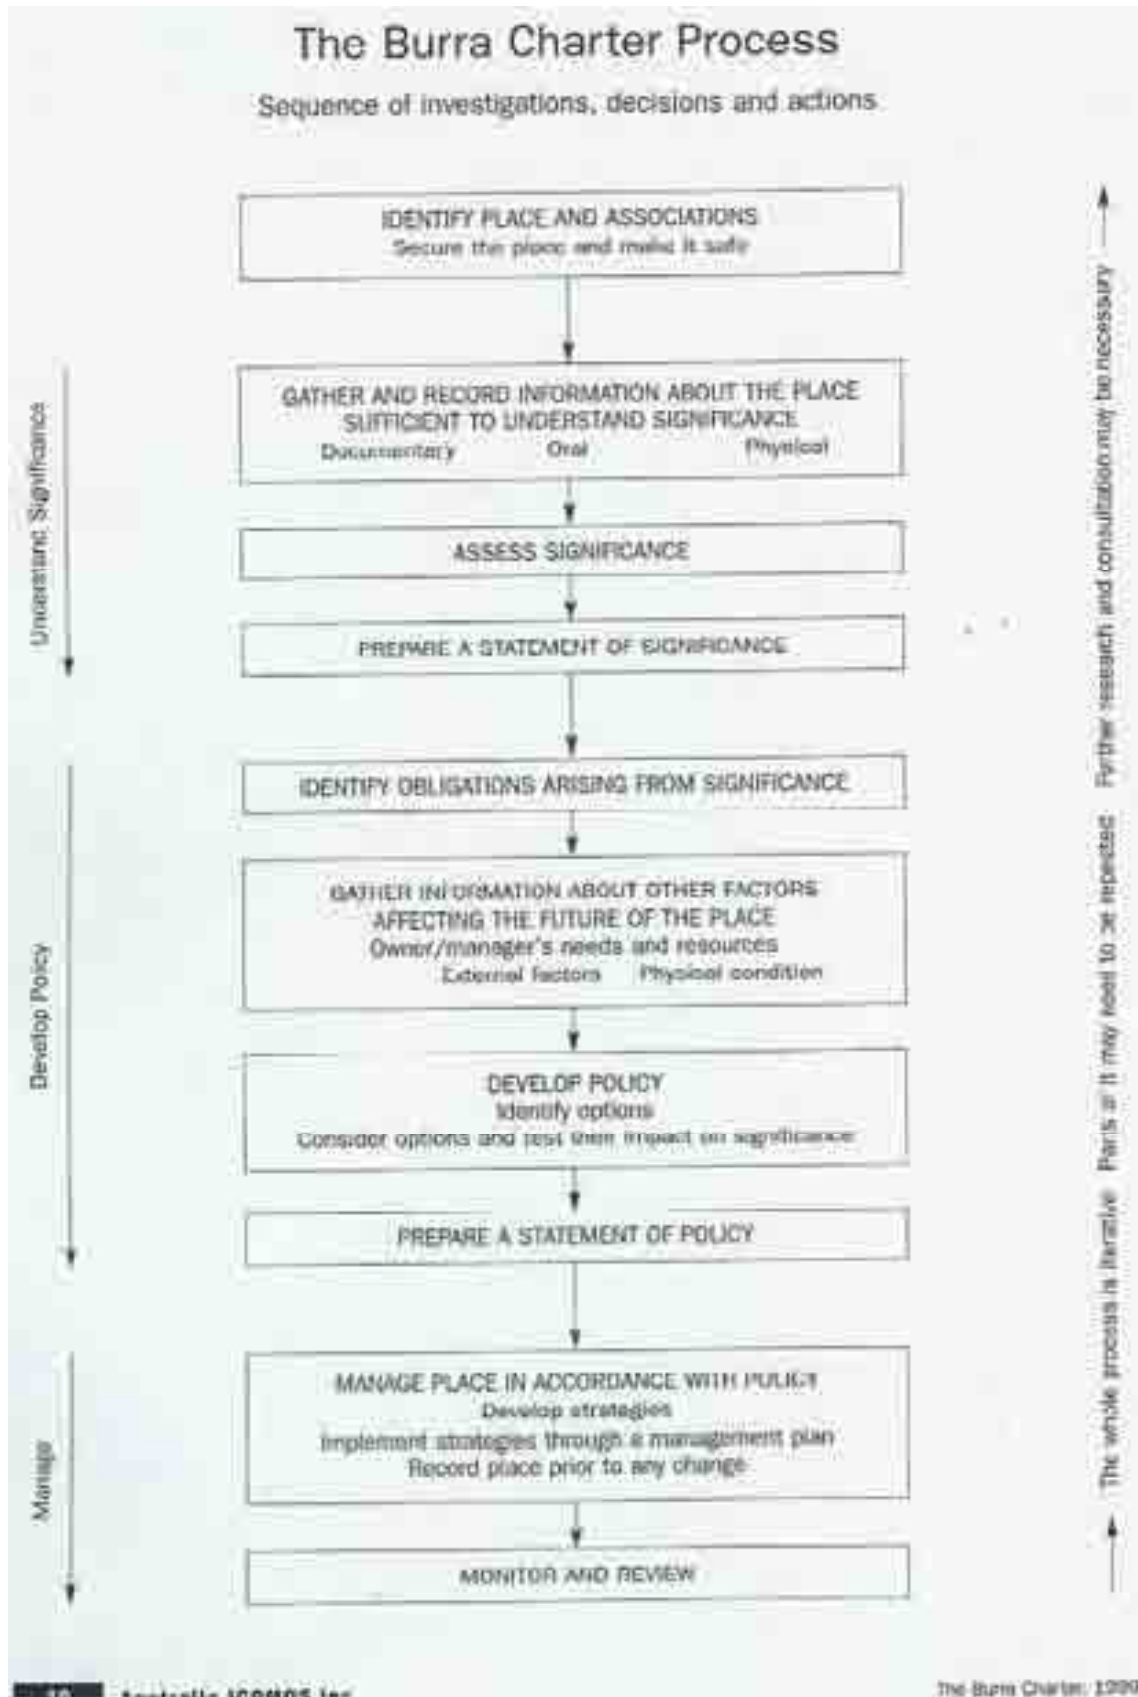 The Burra Charter Process
Sequence of investigations, decisions and actions
IDENTIFY PLACE AND ASSOCIATIONS
Secure the place and make it safe
GATHER AND RECORD INFORMATION ABOUT THE PLACE
SUFFICIENT TO UNDERSTAND SIGNIFICANCE
Documentary Oral Physical
ASSESS SIGNIFICANCE
PREPARE A STATEMENT OF SIGNIFICANCE
IDENTIFY OBLIGATIONS ARISING FROM SIGNIFICANCE
GATHER INFORMATION ABOUT OTHER FACTORS
AFFECTING THE FUTURE OF THE PLACE
Owner/manager's needs and resources
External factors Physical condition
DEVELOP POLICY
Identify options
Consider options and test their impact on significance
PREPARE A STATEMENT OF POLICY
MANAGE PLACE IN ACCORDANCE WITH POLICY
Develop strategies
Implement strategies through a management plan
Record place prior to any change
MONITOR AND REVIEW
Understand Significance
Develop Policy
Manage
The whole process is iterative Parts of it may need to be repeated Further research and consultation may be necessary
Australia ICOMOS Inc
The Burra Charter, 1999